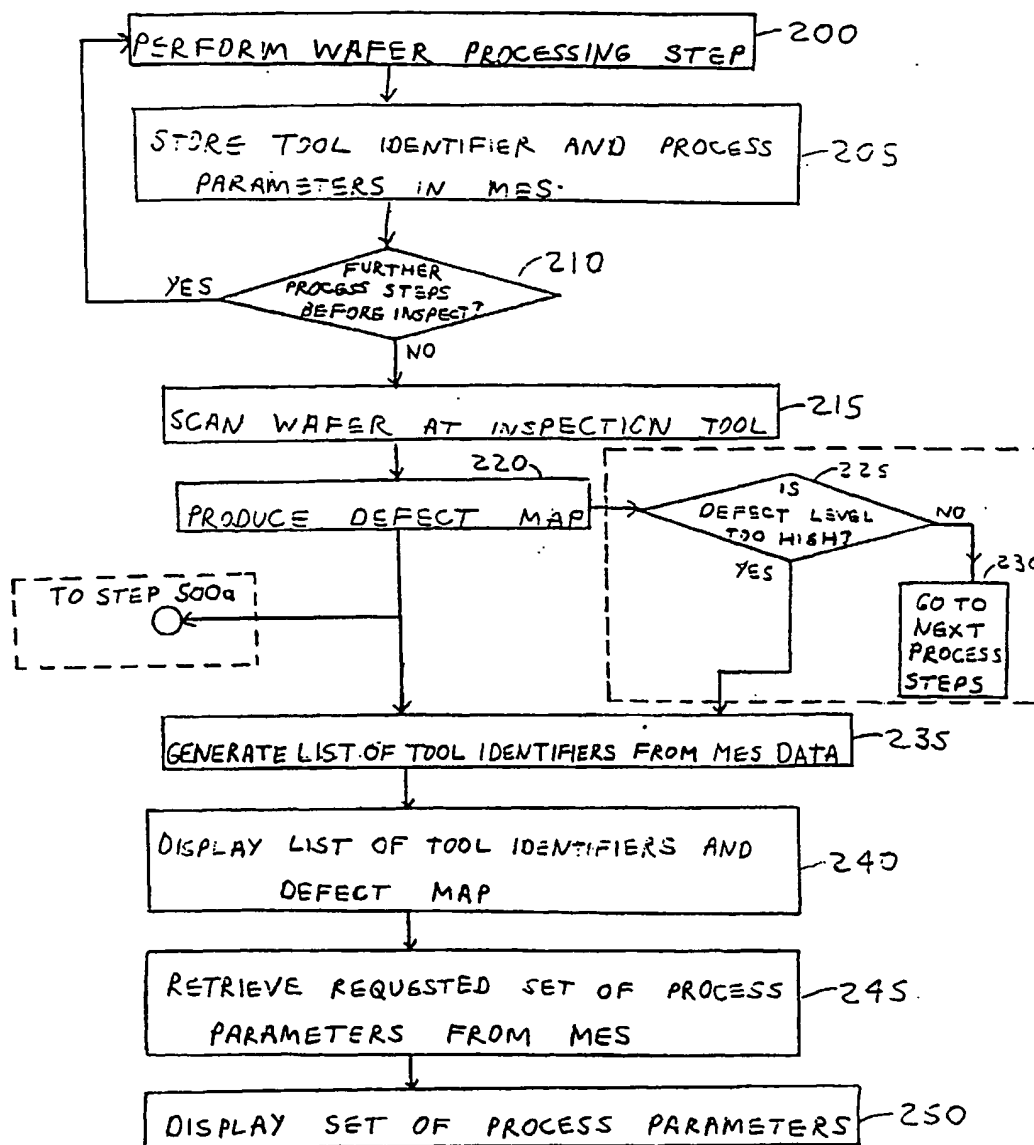 PERFORM WAFER PROCESSING STEP
200
STORE TOOL IDENTIFIER AND PROCESS
PARAMETERS IN MES.
205
FURTHER
PROCESS STEPS
BEFORE INSPECT?
210
YES
NO
SCAN WAFER AT INSPECTION TOOL
215
PRODUCE DEFECT MAP
220
IS
DEFECT LEVEL
TOO HIGH?
225
NO
YES
230
GO TO
NEXT
PROCESS
STEPS
TO STEP 500a
GENERATE LIST OF TOOL IDENTIFIERS FROM MES DATA
235
DISPLAY LIST OF TOOL IDENTIFIERS AND
DEFECT MAP
240
RETRIEVE REQUESTED SET OF PROCESS
PARAMETERS FROM MES
245
DISPLAY SET OF PROCESS PARAMETERS
250